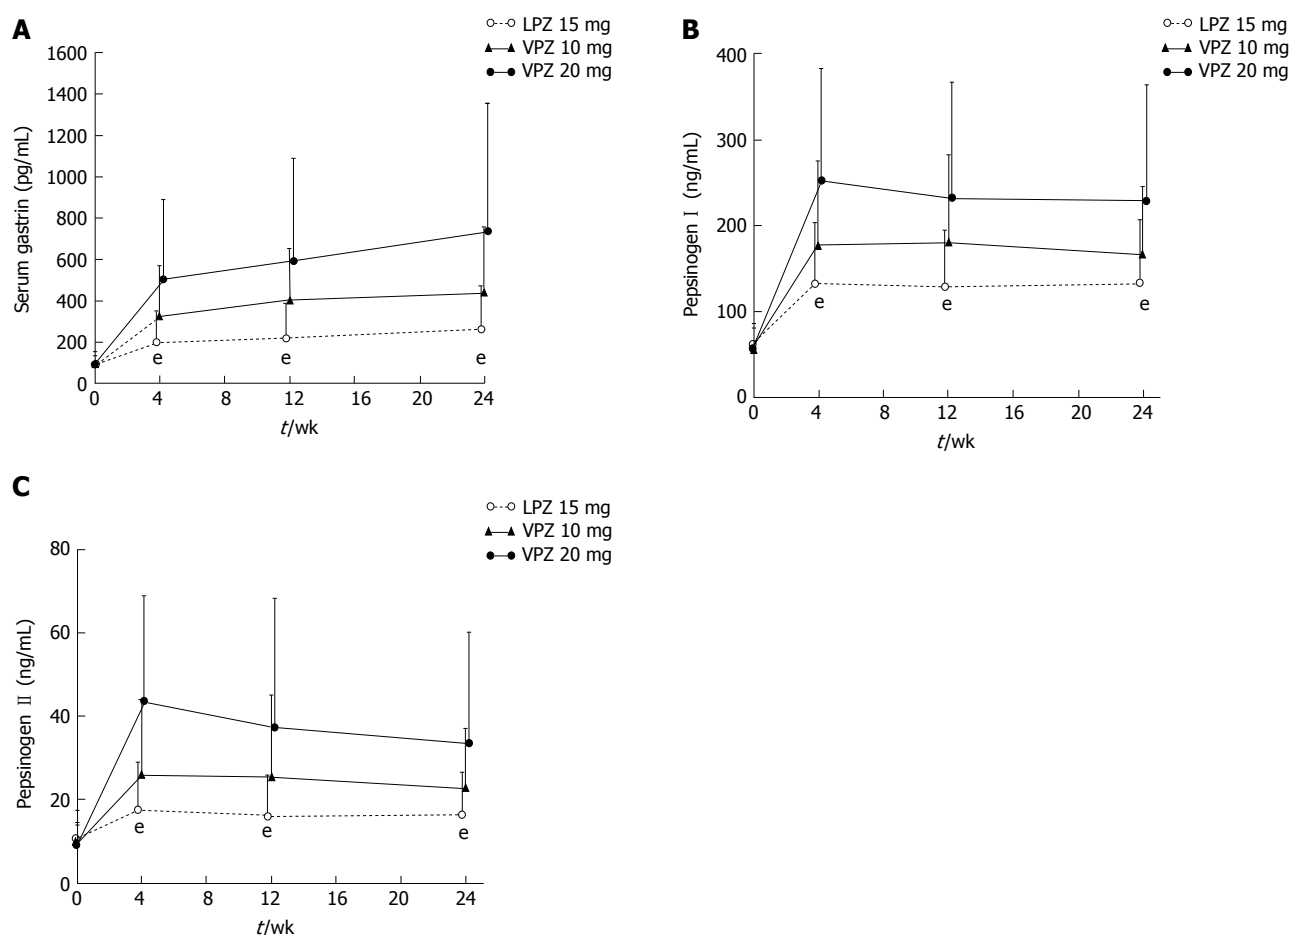 A
LPZ 15 mg
VPZ 10 mg
VPZ 20 mg
1600
1400
1200
1000
800
600
400
200
0
Serum gastrin (pg/mL)
e
e
e
0
4
8
12
16
20
24
t/wk
B
LPZ 15 mg
VPZ 10 mg
VPZ 20 mg
400
300
200
100
0
Pepsinogen Ⅰ (ng/mL)
e
e
e
0
4
8
12
16
20
24
t/wk
C
LPZ 15 mg
VPZ 10 mg
VPZ 20 mg
80
60
40
20
0
Pepsinogen Ⅱ (ng/mL)
e
e
e
0
4
8
12
16
20
24
t/wk